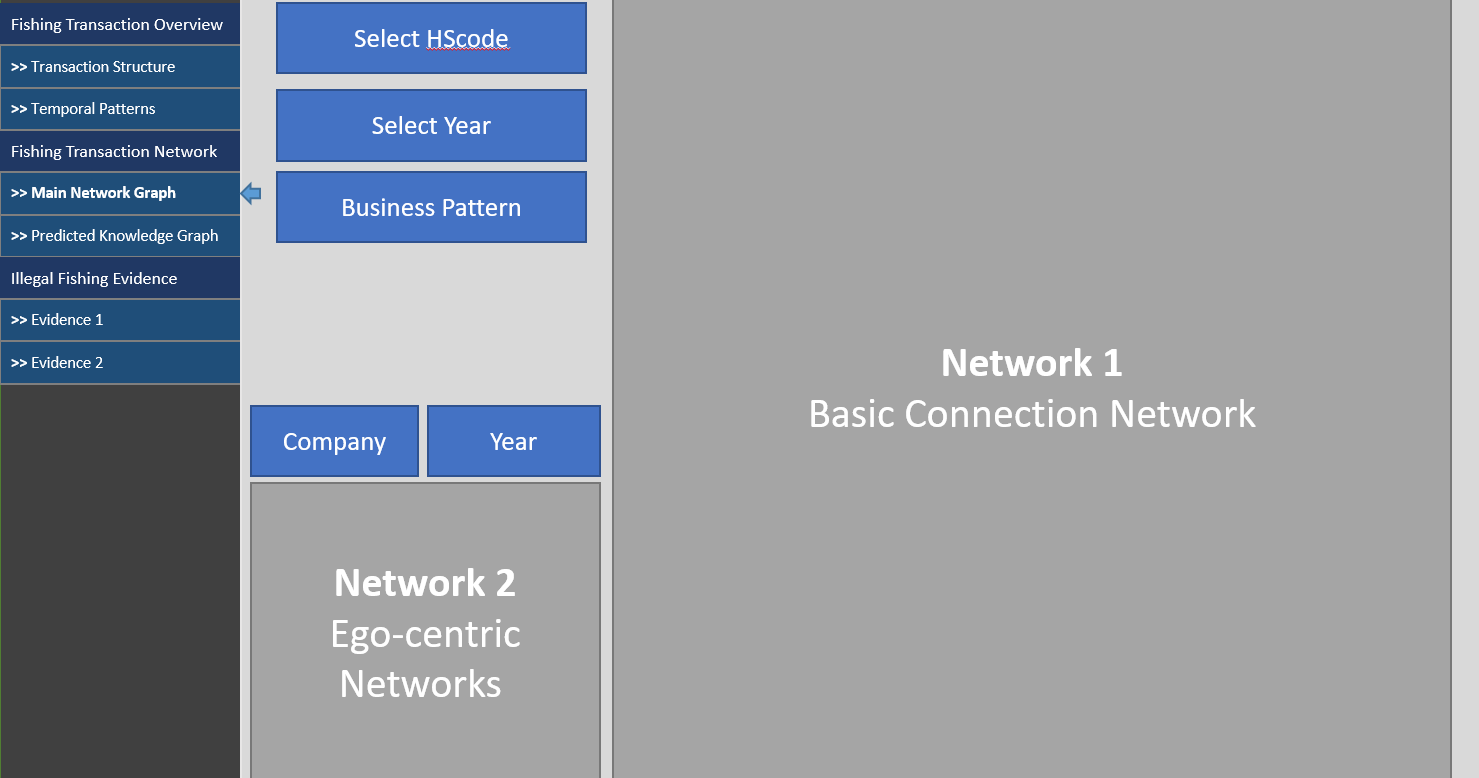 Fishing Transaction Overview
>> Transaction Structure
>> Temporal Patterns
Fishing Transaction Network
>> Main Network Graph
>> Predicted Knowledge Graph
Illegal Fishing Evidence
>> Evidence 1
>> Evidence 2
Select HScode
Select Year
Business Pattern
Company
Year
Network 2
Ego-centric
Networks
Network 1
Basic Connection Network